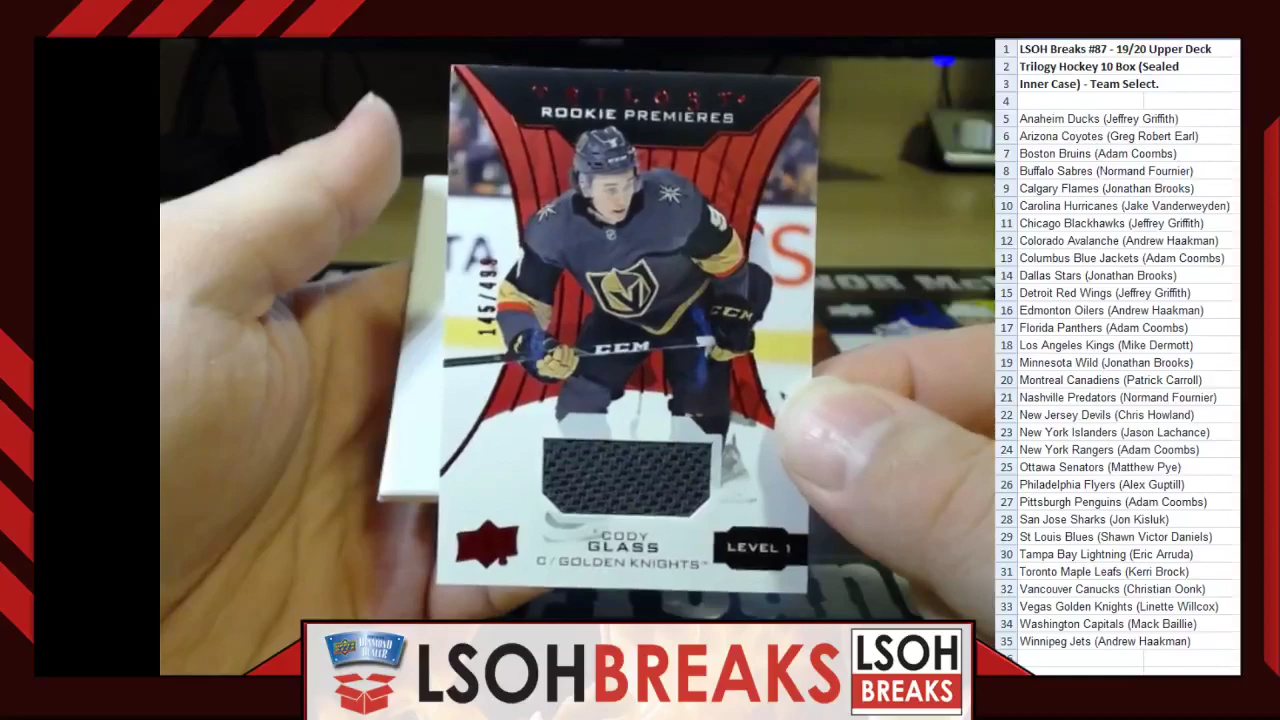 TRILOGY
ROOKIE PREMIÈRES
145/499
CCM
CCM
CODY
GLASS
C / GOLDEN KNIGHTS™
LEVEL 1
1 LSOH Breaks #87 - 19/20 Upper Deck
2 Trilogy Hockey 10 Box (Sealed
3 Inner Case) - Team Select.
4
5 Anaheim Ducks (Jeffrey Griffith)
6 Arizona Coyotes (Greg Robert Earl)
7 Boston Bruins (Adam Coombs)
8 Buffalo Sabres (Normand Fournier)
9 Calgary Flames (Jonathan Brooks)
10 Carolina Hurricanes (Jake Vanderweyden)
11 Chicago Blackhawks (Jeffrey Griffith)
12 Colorado Avalanche (Andrew Haakman)
13 Columbus Blue Jackets (Adam Coombs)
14 Dallas Stars (Jonathan Brooks)
15 Detroit Red Wings (Jeffrey Griffith)
16 Edmonton Oilers (Andrew Haakman)
17 Florida Panthers (Adam Coombs)
18 Los Angeles Kings (Mike Dermott)
19 Minnesota Wild (Jonathan Brooks)
20 Montreal Canadiens (Patrick Carroll)
21 Nashville Predators (Normand Fournier)
22 New Jersey Devils (Chris Howland)
23 New York Islanders (Jason Lachance)
24 New York Rangers (Adam Coombs)
25 Ottawa Senators (Matthew Pye)
26 Philadelphia Flyers (Alex Guptill)
27 Pittsburgh Penguins (Adam Coombs)
28 San Jose Sharks (Jon Kisluk)
29 St Louis Blues (Shawn Victor Daniels)
30 Tampa Bay Lightning (Eric Arruda)
31 Toronto Maple Leafs (Kerri Brock)
32 Vancouver Canucks (Christian Oonk)
33 Vegas Golden Knights (Linette Willcox)
34 Washington Capitals (Mack Baillie)
35 Winnipeg Jets (Andrew Haakman)
DIAMOND
DEALER
LSOHBREAKS
LSOH
BREAKS